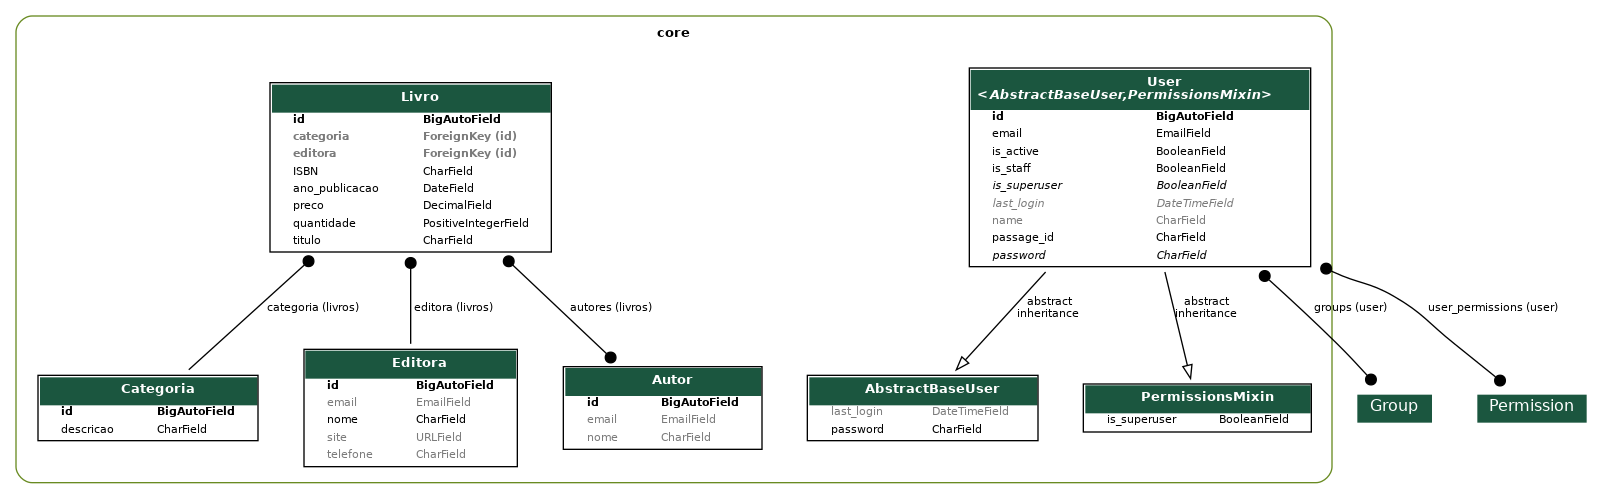 core
Livro
id BigAutoField
categoria ForeignKey (id)
editora ForeignKey (id)
ISBN CharField
ano_publicacao DateField
preco DecimalField
quantidade PositiveIntegerField
titulo CharField
User
<AbstractBaseUser,PermissionsMixin>
id BigAutoField
email EmailField
is_active BooleanField
is_staff BooleanField
is_superuser BooleanField
last_login DateTimeField
name CharField
passage_id CharField
password CharField
categoria (livros)
editora (livros)
autores (livros)
abstract
inheritance
abstract
inheritance
groups (user)
user_permissions (user)
Categoria
id BigAutoField
descricao CharField
Editora
id BigAutoField
email EmailField
nome CharField
site URLField
telefone CharField
Autor
id BigAutoField
email EmailField
nome CharField
AbstractBaseUser
last_login DateTimeField
password CharField
PermissionsMixin
is_superuser BooleanField
Group
Permission